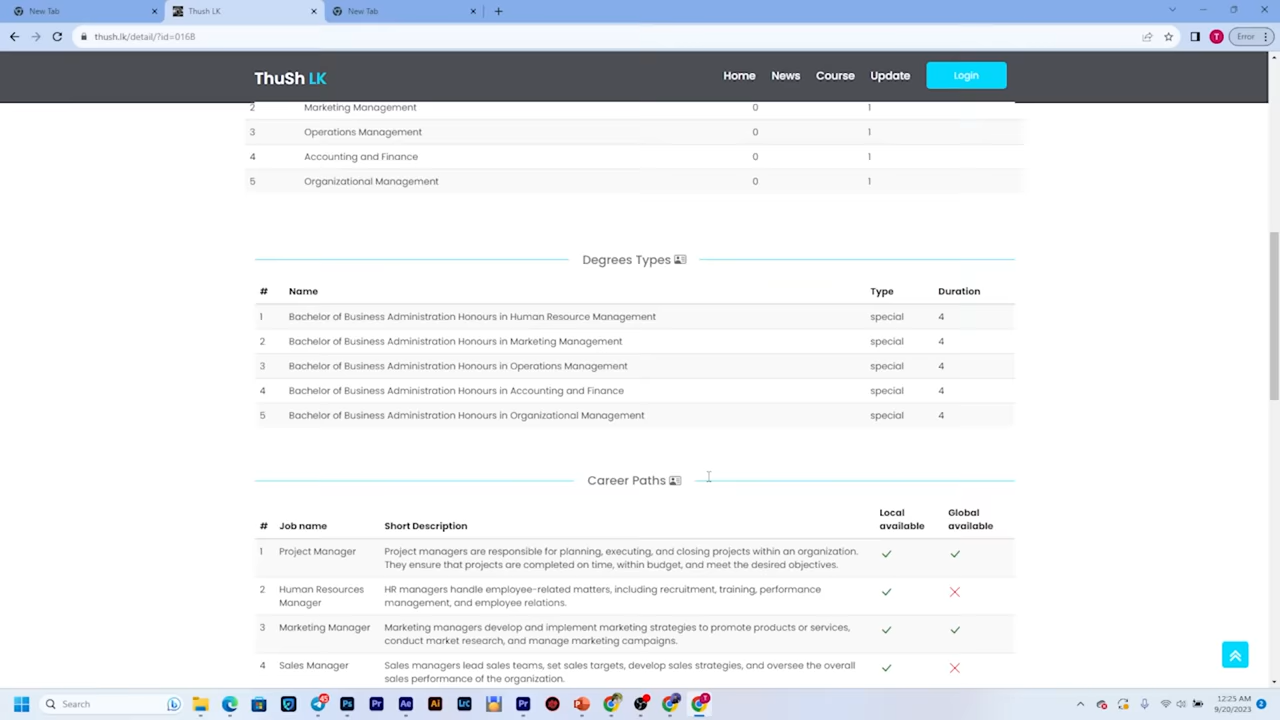 New Tab
Thush LK
New Tab
thush.lk/detail/?id=016B
Error
ThuSh LK
Home
News
Course
Update
Login
2 Marketing Management 0 1
3 Operations Management 0 1
4 Accounting and Finance 0 1
5 Organizational Management 0 1
Degrees Types
# Name Type Duration
1 Bachelor of Business Administration Honours in Human Resource Management special 4
2 Bachelor of Business Administration Honours in Marketing Management special 4
3 Bachelor of Business Administration Honours in Operations Management special 4
4 Bachelor of Business Administration Honours in Accounting and Finance special 4
5 Bachelor of Business Administration Honours in Organizational Management special 4
Career Paths
# Job name Short Description Local available Global available
1 Project Manager Project managers are responsible for planning, executing, and closing projects within an organization.
They ensure that projects are completed on time, within budget, and meet the desired objectives.
2 Human Resources Manager HR managers handle employee-related matters, including recruitment, training, performance
management, and employee relations.
3 Marketing Manager Marketing managers develop and implement marketing strategies to promote products or services,
conduct market research, and manage marketing campaigns.
4 Sales Manager Sales managers lead sales teams, set sales targets, develop sales strategies, and oversee the overall
sales performance of the organization.
Search
12:25 AM
9/20/2023